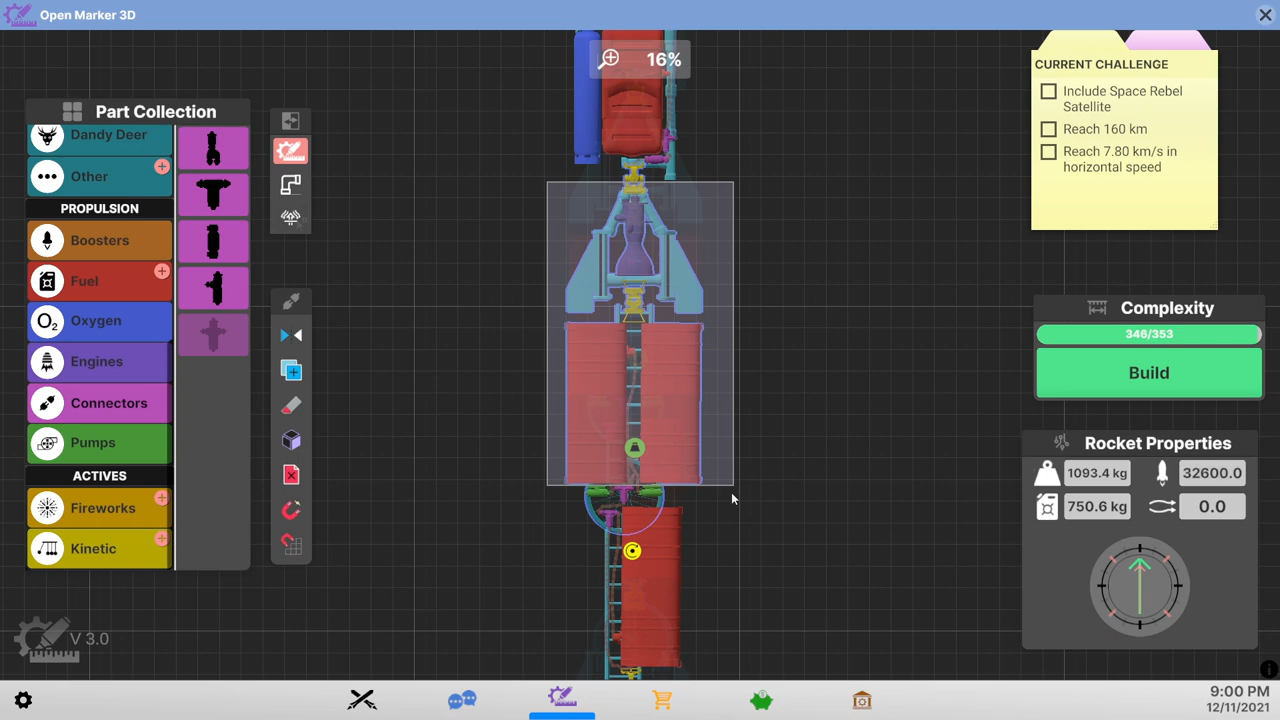 Open Marker 3D
16%
CURRENT CHALLENGE
Include Space Rebel
Satellite
Reach 160 km
Reach 7.80 km/s in
horizontal speed
Part Collection
Dandy Deer
Other
PROPULSION
Boosters
Fuel
O2 Oxygen
Engines
Connectors
Pumps
ACTIVES
Fireworks
Kinetic
Complexity
346/353
Build
Rocket Properties
1093.4 kg 32600.0
750.6 kg 0.0
V 3.0
9:00 PM
12/11/2021